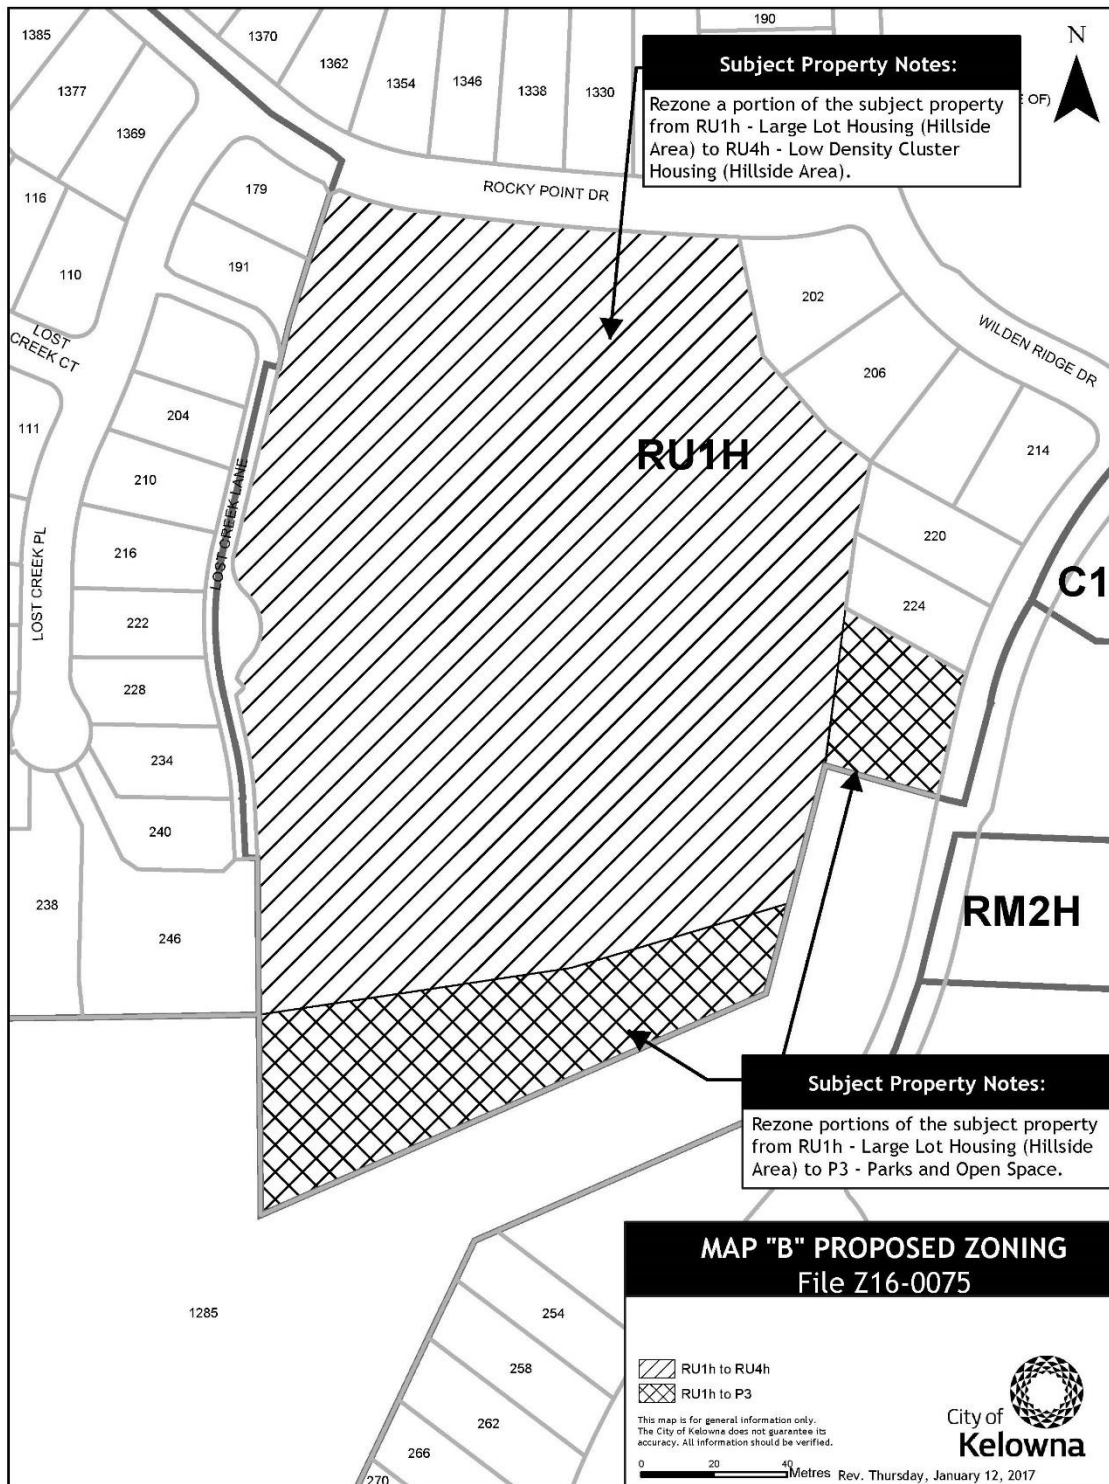 1385
1370
190
N
1362
1377
1354
1346
1338
1330
Subject Property Notes:
Rezone a portion of the subject property
from RU1h - Large Lot Housing (Hillside
Area) to RU4h - Low Density Cluster
Housing (Hillside Area).
OF)
1369
179
116
ROCKY POINT DR
191
110
202
LOST
CREEK CT
WILDEN RIDGE DR
206
204
111
RU1H
214
210
LOST CREEK LANE
220
216
LOST CREEK PL
C1
224
222
228
234
240
238
246
RM2H
Subject Property Notes:
Rezone portions of the subject property
from RU1h - Large Lot Housing (Hillside
Area) to P3 - Parks and Open Space.
1285
254
258
262
266
270
MAP "B" PROPOSED ZONING
File Z16-0075
RU1h to RU4h
RU1h to P3
This map is for general information only.
The City of Kelowna does not guarantee its
accuracy. All information should be verified.
0 20 40 Metres
City of
Kelowna
Rev. Thursday, January 12, 2017